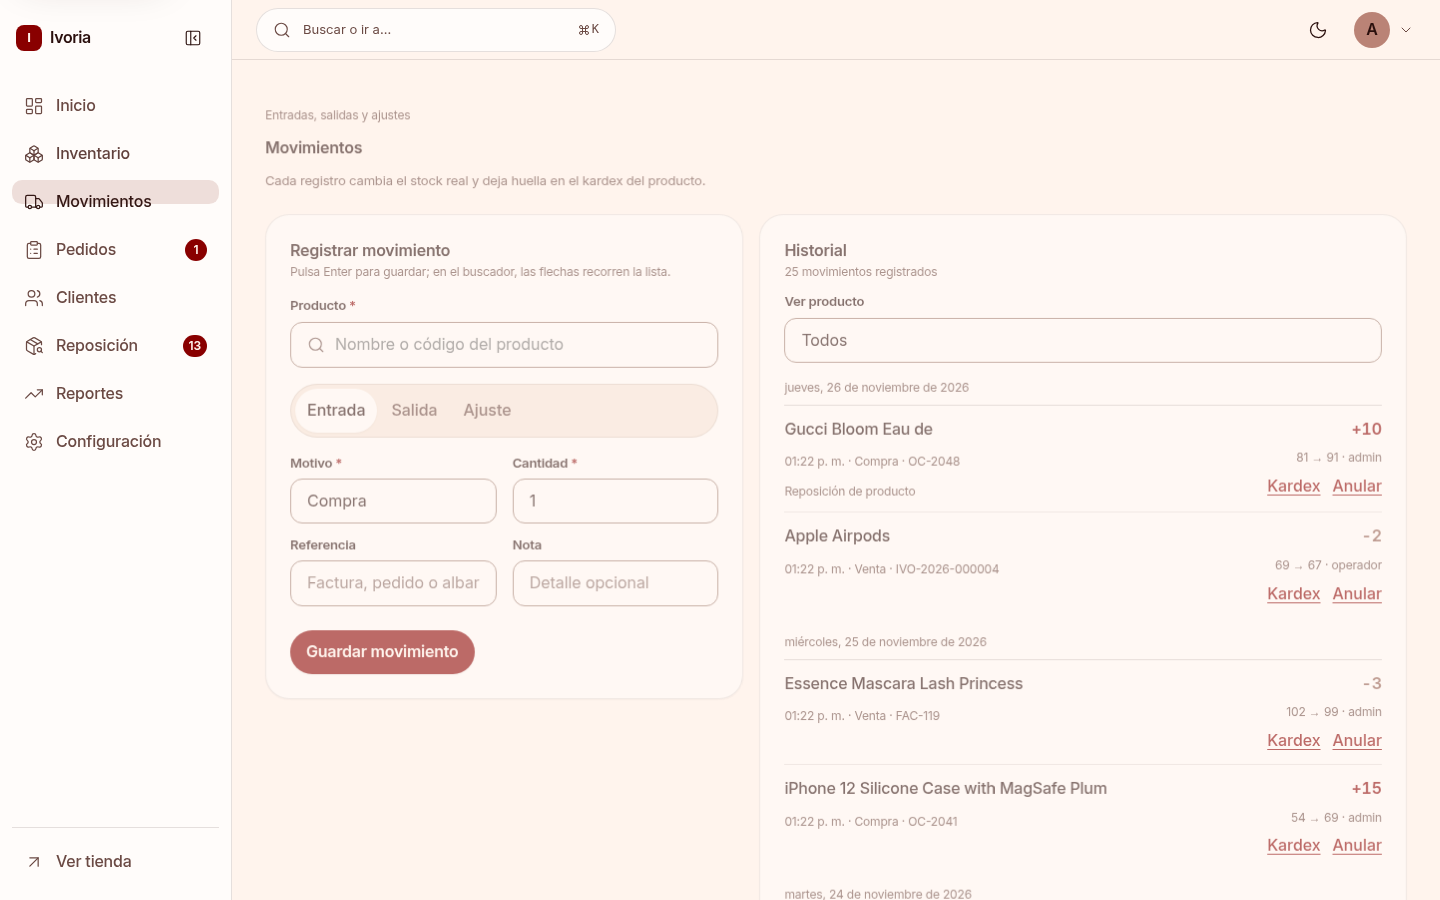 I Ivoria
Buscar o ir a...
⌘K
A
Inicio
Inventario
Movimientos
Pedidos 1
Clientes
Reposición 13
Reportes
Configuración
Ver tienda
Entradas, salidas y ajustes
Movimientos
Cada registro cambia el stock real y deja huella en el kardex del producto.
Registrar movimiento
Pulsa Enter para guardar; en el buscador, las flechas recorren la lista.
Producto *
Nombre o código del producto
Entrada Salida Ajuste
Motivo * Cantidad *
Compra 1
Referencia Nota
Factura, pedido o albar Detalle opcional
Guardar movimiento
Historial
25 movimientos registrados
Ver producto
Todos
jueves, 26 de noviembre de 2026
Gucci Bloom Eau de +10
01:22 p. m. · Compra · OC-2048 81 → 91 · admin
Reposición de producto Kardex Anular
Apple Airpods -2
01:22 p. m. · Venta · IVO-2026-000004 69 → 67 · operador
Kardex Anular
miércoles, 25 de noviembre de 2026
Essence Mascara Lash Princess -3
01:22 p. m. · Venta · FAC-119 102 → 99 · admin
Kardex Anular
iPhone 12 Silicone Case with MagSafe Plum +15
01:22 p. m. · Compra · OC-2041 54 → 69 · admin
Kardex Anular
martes, 24 de noviembre de 2026